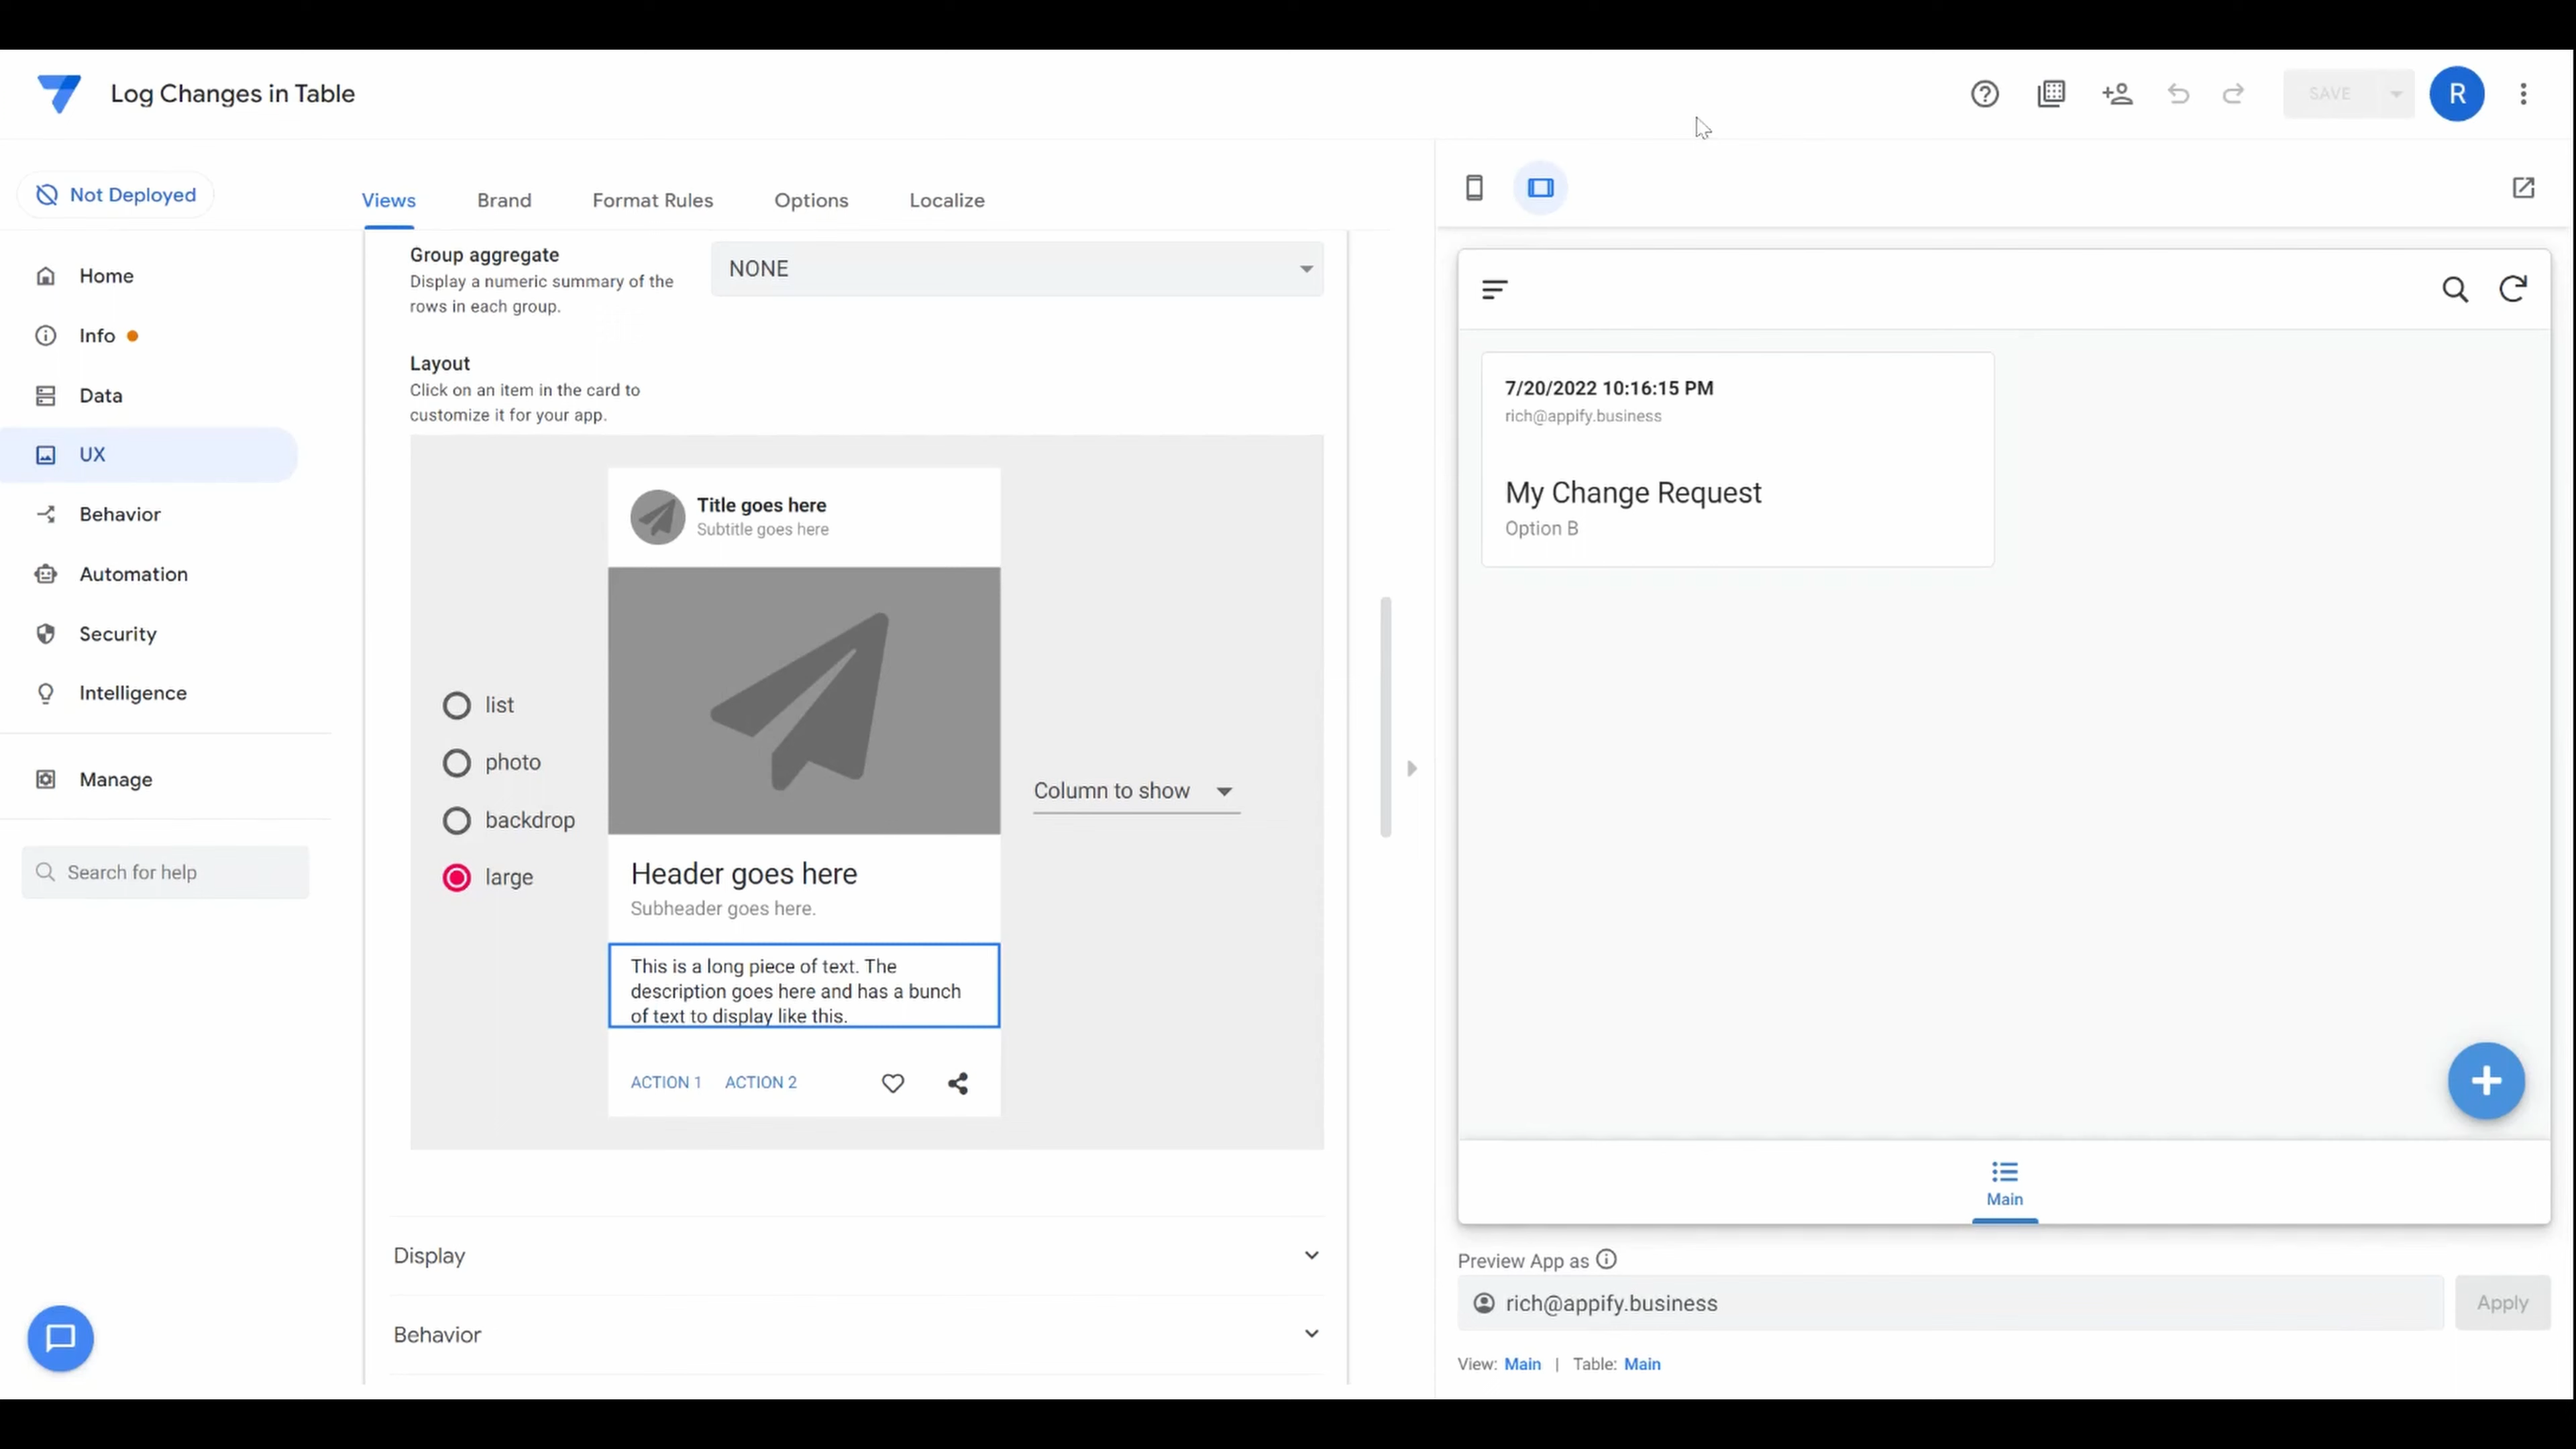 Log Changes in Table
SAVE
R
Not Deployed
Views
Brand
Format Rules
Options
Localize
Home
Info
Data
UX
Behavior
Automation
Security
Intelligence
Manage
Search for help
Group aggregate
Display a numeric summary of the
rows in each group.
NONE
Layout
Click on an item in the card to
customize it for your app.
list
photo
backdrop
large
Title goes here
Subtitle goes here
Header goes here
Subheader goes here.
This is a long piece of text. The
description goes here and has a bunch
of text to display like this.
ACTION 1
ACTION 2
Column to show
Display
Behavior
7/20/2022 10:16:15 PM
rich@appify.business
My Change Request
Option B
Main
Preview App as
rich@appify.business
Apply
View: Main | Table: Main